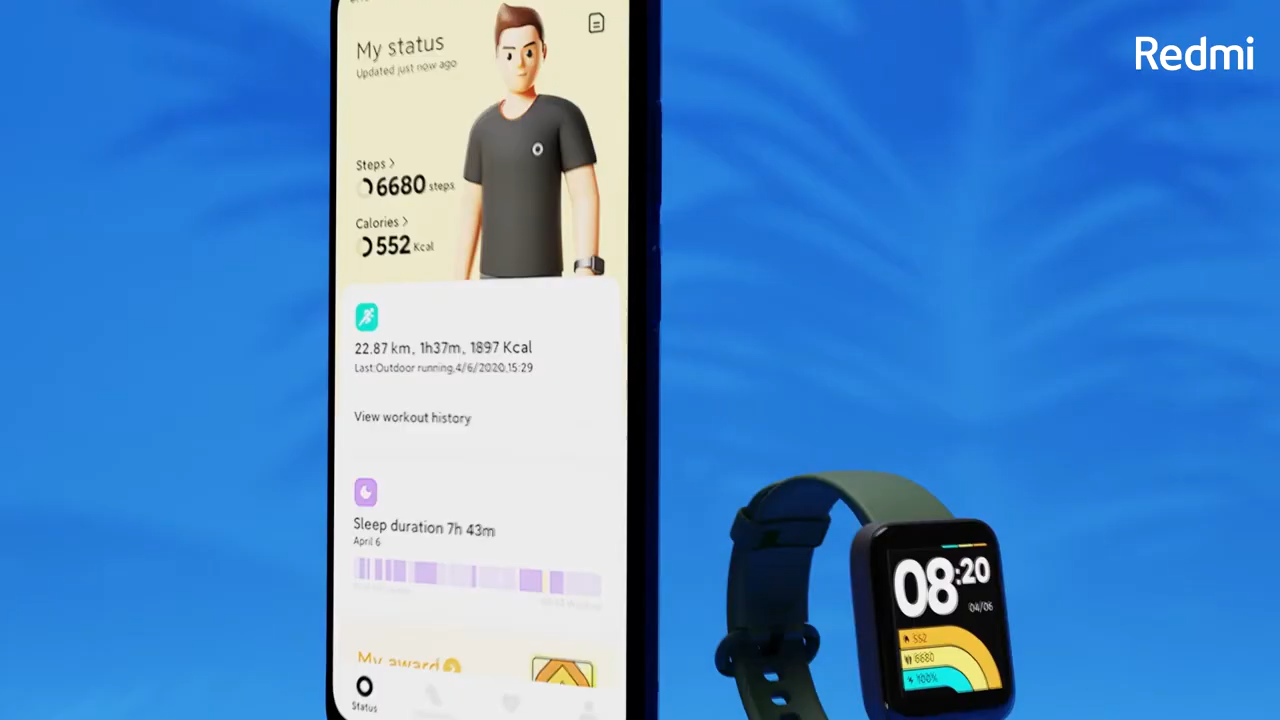 Redmi
My status
Updated just now ago
Steps >
6680 steps
Calories >
552 Kcal
22.87 km, 1h37m, 1897 Kcal
Last:Outdoor running,4/6/2020,15:29
View workout history
Sleep duration 7h 43m
April 6
My award
Status
08:20
04/06
552
6680
100%